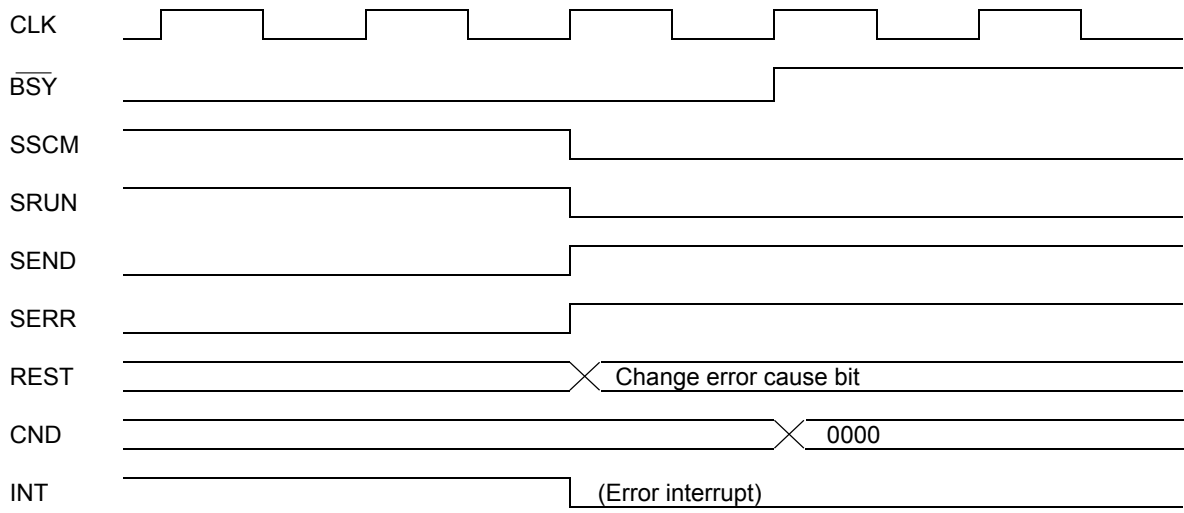 CLK
BSY
SSCM
SRUN
SEND
SERR
REST Change error cause bit
CND 0000
INT (Error interrupt)